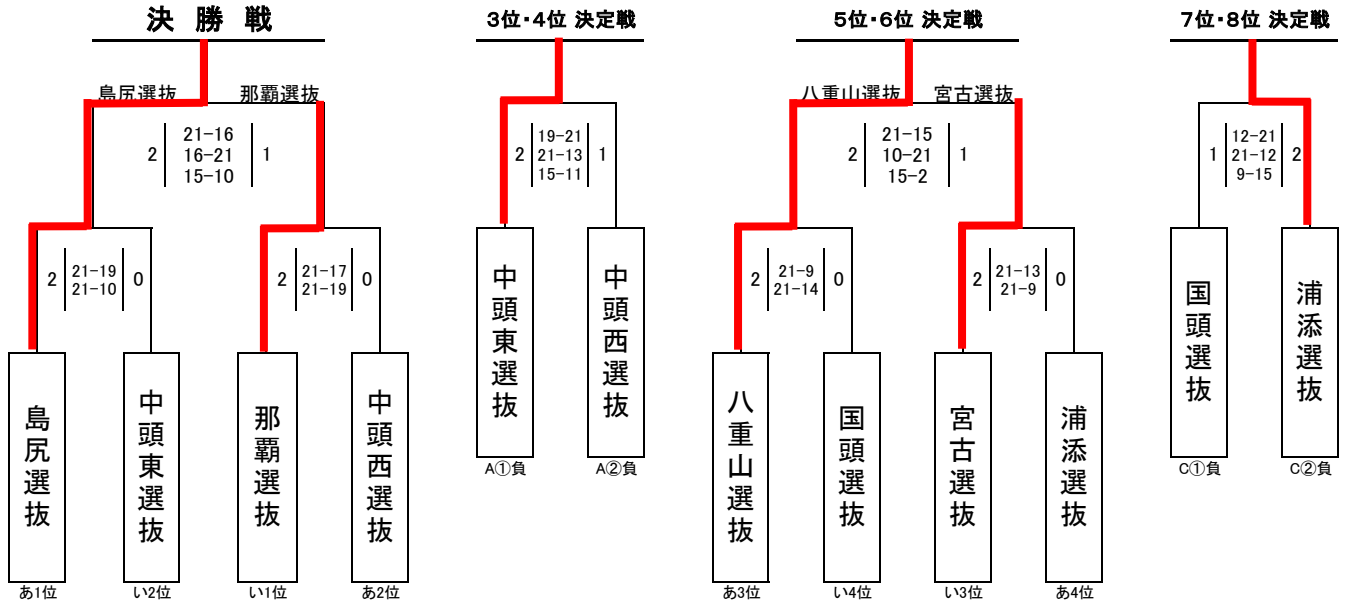 決 勝 戦
島尻選抜 那覇選抜
2 21-16 1
16-21
15-10
2 21-19 0
21-10
2 21-17 0
21-19
島尻選抜
中頭東選抜
那覇選抜
中頭西選抜
あ1位 い2位 い1位 あ2位
3位・4位 決定戦
2 19-21 1
21-13
15-11
中頭東選抜
中頭西選抜
A①負 A②負
5位・6位 決定戦
八重山選抜 宮古選抜
2 21-15 1
10-21
15-2
2 21-9 0
21-14
2 21-13 0
21-9
八重山選抜
国頭選抜
宮古選抜
浦添選抜
あ3位 い4位 い3位 あ4位
7位・8位 決定戦
1 12-21 2
21-12
9-15
国頭選抜
浦添選抜
C①負 C②負